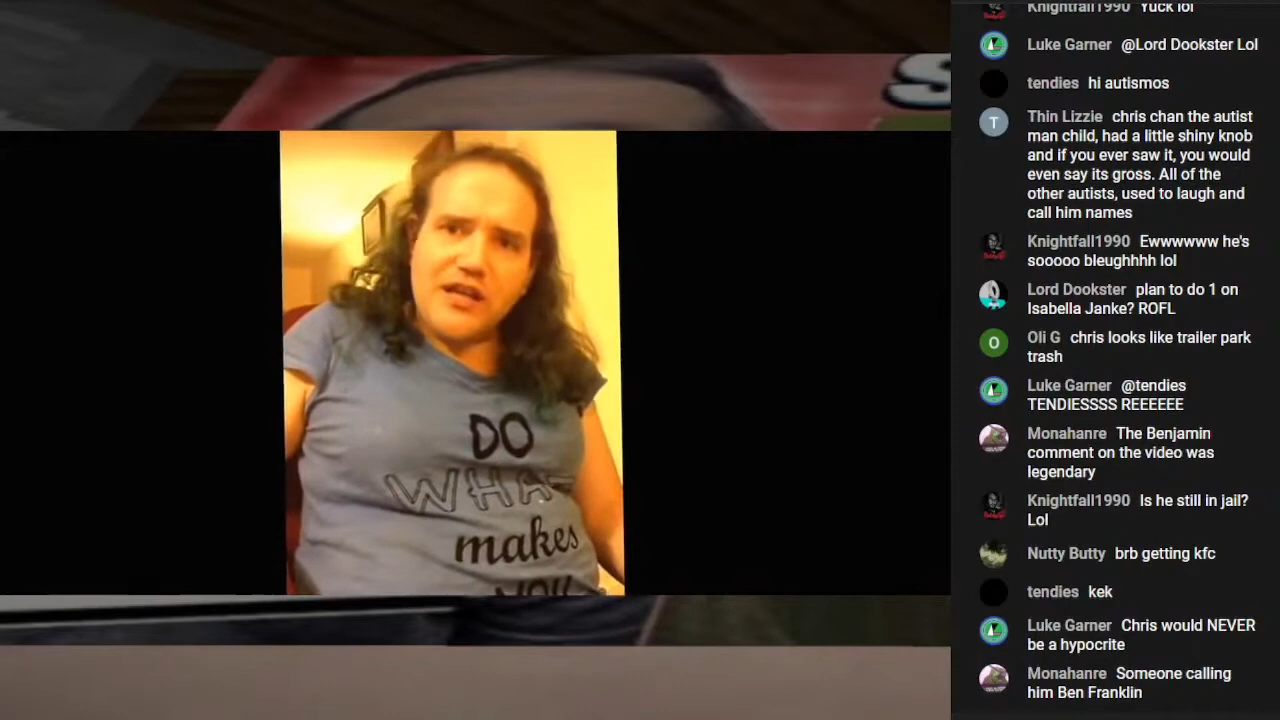 S
DO
WHAT
makes
YOU
Knightfall1990 Yuck lol
Luke Garner @Lord Dookster Lol
tendies hi autismos
T
Thin Lizzie chris chan the autist
man child, had a little shiny knob
and if you ever saw it, you would
even say its gross. All of the
other autists, used to laugh and
call him names
Knightfall1990 Ewwwwww he's
sooooo bleughhhh lol
Lord Dookster plan to do 1 on
Isabella Janke? ROFL
O
Oli G chris looks like trailer park
trash
Luke Garner @tendies
TENDIESSSS REEEEEE
Monahanre The Benjamin
comment on the video was
legendary
Knightfall1990 Is he still in jail?
Lol
Nutty Butty brb getting kfc
tendies kek
Luke Garner Chris would NEVER
be a hypocrite
Monahanre Someone calling
him Ben Franklin